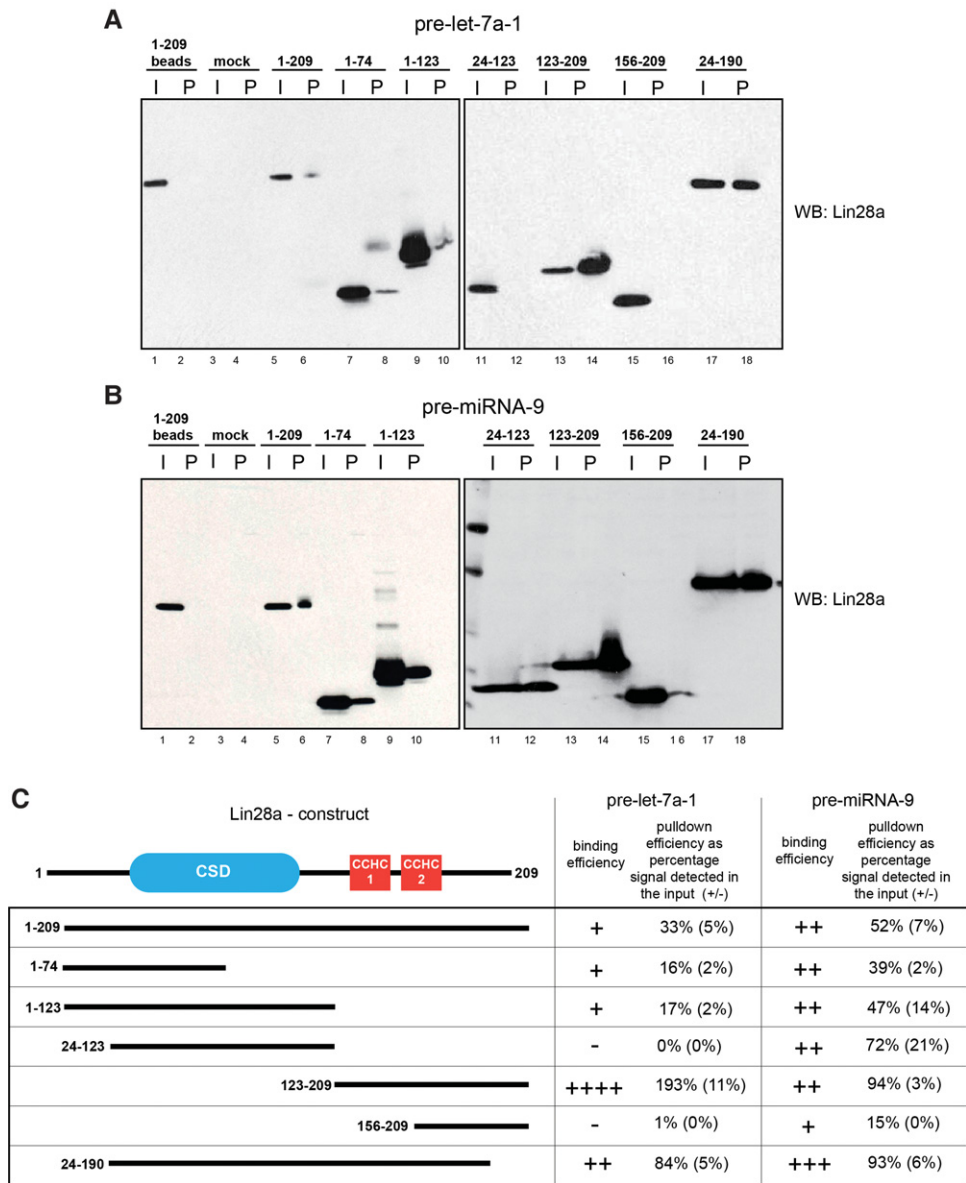 A
pre-let-7a-1
1-209 beads mock 1-209 1-74 1-123 24-123 123-209 156-209 24-190
I P I P I P I P I P I P I P I P I P
WB: Lin28a
1 2 3 4 5 6 7 8 9 10 11 12 13 14 15 16 17 18
B
pre-miRNA-9
1-209 beads mock 1-209 1-74 1-123 24-123 123-209 156-209 24-190
I P I P I P I P I P I P I P I P I P
WB: Lin28a
1 2 3 4 5 6 7 8 9 10 11 12 13 14 15 1 6 17 18
C
Lin28a - construct
1 CSD CCHC 1 CCHC 2 209
pre-let-7a-1
binding efficiency
pulldown efficiency as percentage signal detected in the input (+/-)
pre-miRNA-9
binding efficiency
pulldown efficiency as percentage signal detected in the input (+/-)
1-209 + 33% (5%) ++ 52% (7%)
1-74 + 16% (2%) ++ 39% (2%)
1-123 + 17% (2%) ++ 47% (14%)
24-123 - 0% (0%) ++ 72% (21%)
123-209 ++++ 193% (11%) ++ 94% (3%)
156-209 - 1% (0%) + 15% (0%)
24-190 ++ 84% (5%) +++ 93% (6%)